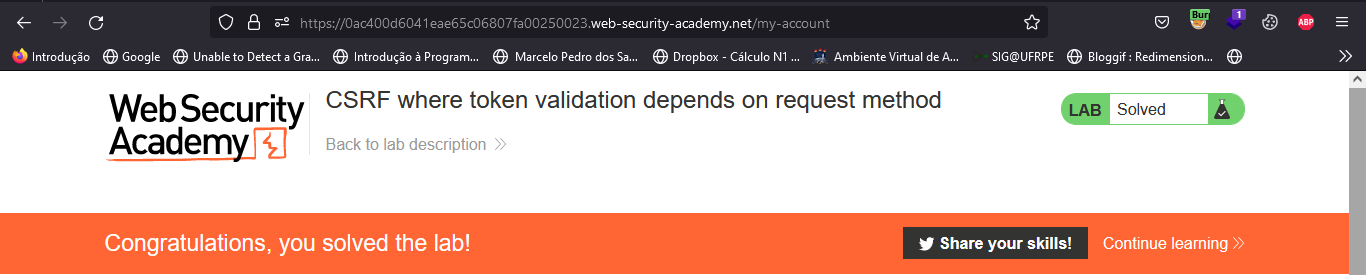 https://0ac400d6041eae65c06807fa00250023.web-security-academy.net/my-account
Burr
1
ABP
Introdução
Google
Unable to Detect a Gra...
Introdução à Program...
Marcelo Pedro dos Sa...
Dropbox - Cálculo N1 ...
Ambiente Virtual de A...
SIG@UFRPE
Bloggif : Redimension...
Web Security
Academy
CSRF where token validation depends on request method
Back to lab description
LAB
Solved
Congratulations, you solved the lab!
Share your skills!
Continue learning